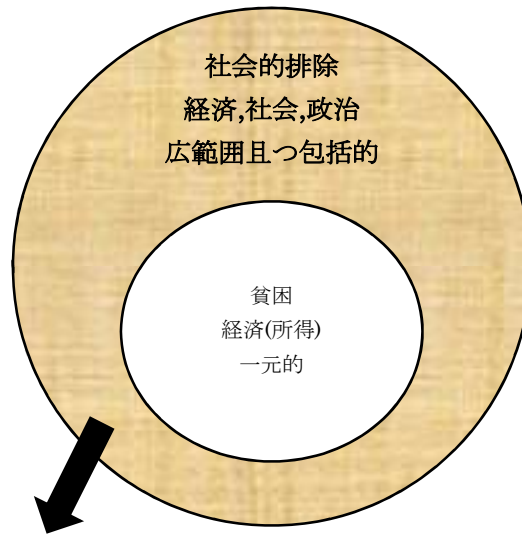 社会的排除
経済,社会,政治
広範囲且つ包括的
貧困
経済(所得)
一元的